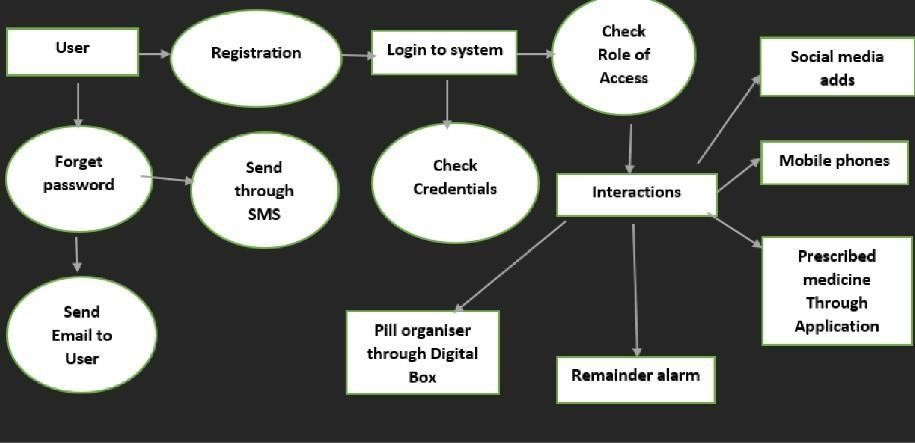 User
Registration
Login to system
Check
Role of
Access
Social media
adds
Forget
password
Send
through
SMS
Check
Credentials
Interactions
Mobile phones
Prescribed
medicine
Through
Application
Send
Email to
User
Pill organiser
through Digital
Box
Remainder alarm